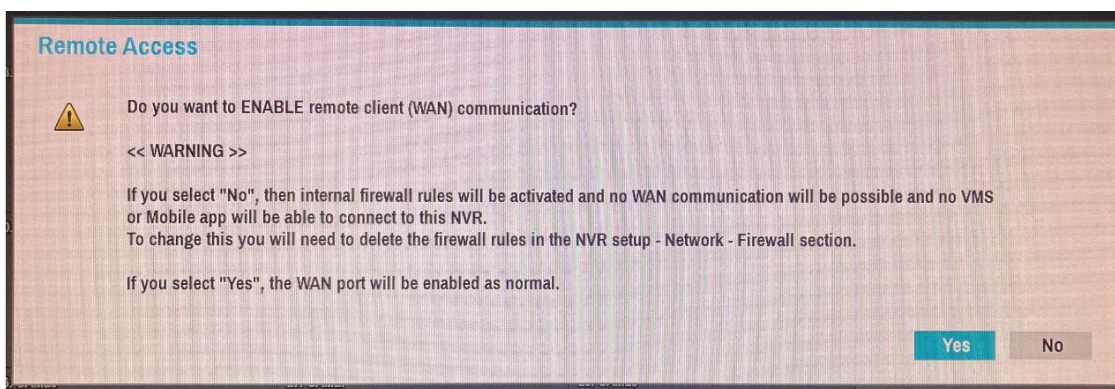 Remote Access
Do you want to ENABLE remote client (WAN) communication?
<< WARNING >>
If you select "No", then internal firewall rules will be activated and no WAN communication will be possible and no VMS
or Mobile app will be able to connect to this NVR.
To change this you will need to delete the firewall rules in the NVR setup - Network - Firewall section.
If you select "Yes", the WAN port will be enabled as normal.
Yes No